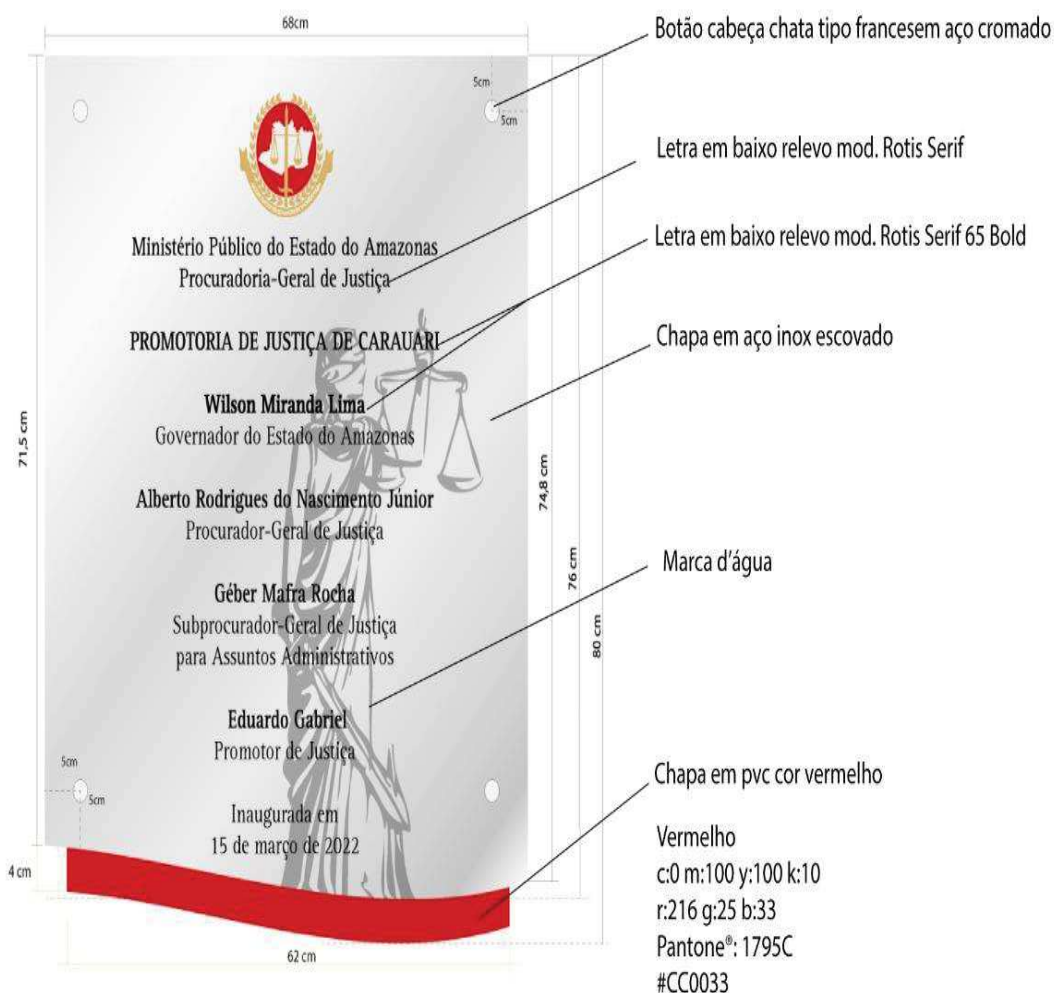 68cm
Botão cabeça chata tipo francesem aço cromado
5cm
5cm
Letra em baixo relevo mod. Rotis Serif
Ministério Público do Estado do Amazonas
Procuradoria-Geral de Justiça
Letra em baixo relevo mod. Rotis Serif 65 Bold
PROMOTORIA DE JUSTIÇA DE CARAUARI
Chapa em aço inox escovado
Wilson Miranda Lima
Governador do Estado do Amazonas
71,5 cm
74,8 cm
76 cm
80 cm
Alberto Rodrigues do Nascimento Júnior
Procurador-Geral de Justiça
Marca d'água
Géber Mafra Rocha
Subprocurador-Geral de Justiça
para Assuntos Administrativos
Eduardo Gabriel
Promotor de Justiça
5cm
5cm
Chapa em pvc cor vermelho
Inaugurada em
15 de março de 2022
4 cm
62 cm
Vermelho
c:0 m:100 y:100 k:10
r:216 g:25 b:33
Pantone®: 1795C
#CC0033